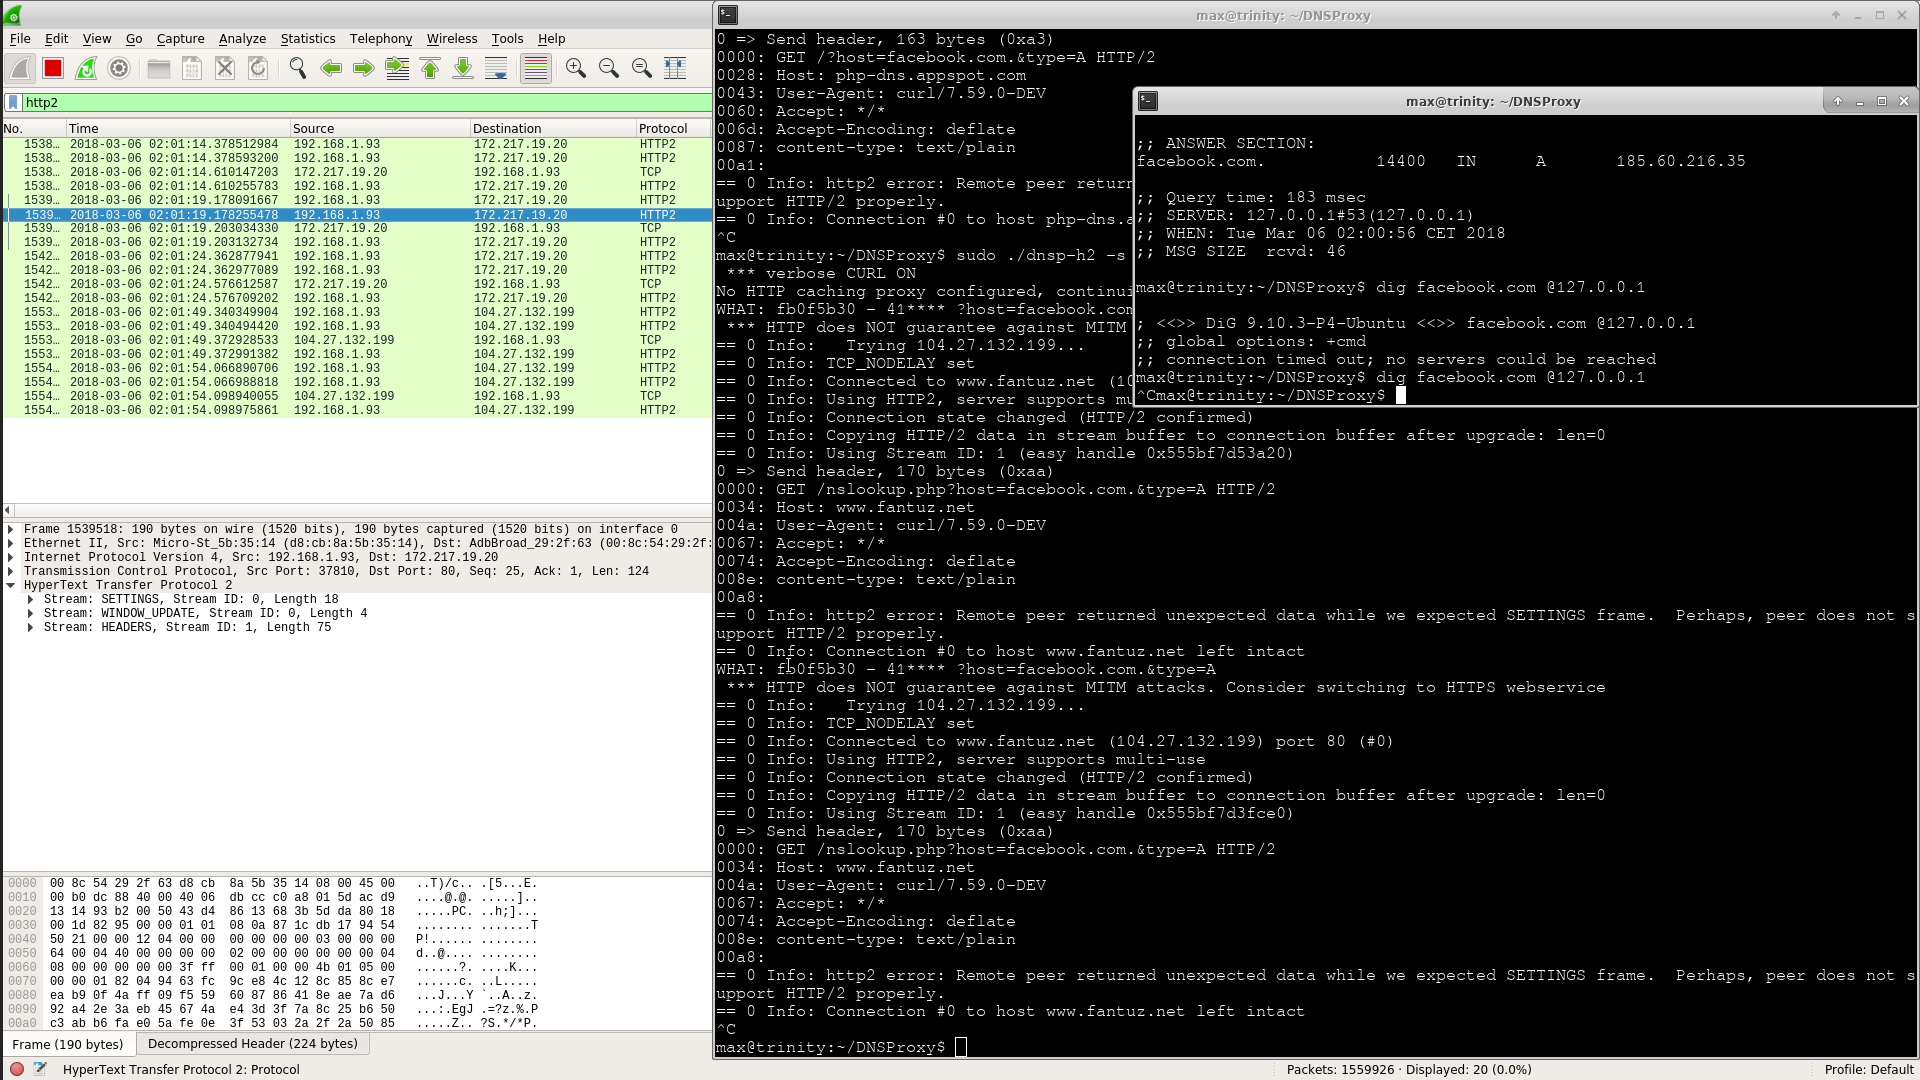 File Edit View Go Capture Analyze Statistics Telephony Wireless Tools Help
http2
No. Time Source Destination Protocol
1538… 2018-03-06 02:01:14.378512984 192.168.1.93 172.217.19.20 HTTP2
1538… 2018-03-06 02:01:14.378593200 192.168.1.93 172.217.19.20 HTTP2
1538… 2018-03-06 02:01:14.610147203 172.217.19.20 192.168.1.93 TCP
1538… 2018-03-06 02:01:14.610255783 192.168.1.93 172.217.19.20 HTTP2
1539… 2018-03-06 02:01:19.178091667 192.168.1.93 172.217.19.20 HTTP2
1539… 2018-03-06 02:01:19.178255478 192.168.1.93 172.217.19.20 HTTP2
1539… 2018-03-06 02:01:19.203034330 172.217.19.20 192.168.1.93 TCP
1539… 2018-03-06 02:01:19.203132734 192.168.1.93 172.217.19.20 HTTP2
1542… 2018-03-06 02:01:24.362877941 192.168.1.93 172.217.19.20 HTTP2
1542… 2018-03-06 02:01:24.362977089 192.168.1.93 172.217.19.20 HTTP2
1542… 2018-03-06 02:01:24.576612587 172.217.19.20 192.168.1.93 TCP
1542… 2018-03-06 02:01:24.576709202 192.168.1.93 172.217.19.20 HTTP2
1553… 2018-03-06 02:01:49.340349904 192.168.1.93 104.27.132.199 HTTP2
1553… 2018-03-06 02:01:49.340494420 192.168.1.93 104.27.132.199 HTTP2
1553… 2018-03-06 02:01:49.372928533 104.27.132.199 192.168.1.93 TCP
1553… 2018-03-06 02:01:49.372991382 192.168.1.93 104.27.132.199 HTTP2
1554… 2018-03-06 02:01:54.066890706 192.168.1.93 104.27.132.199 HTTP2
1554… 2018-03-06 02:01:54.066988818 192.168.1.93 104.27.132.199 HTTP2
1554… 2018-03-06 02:01:54.098940055 104.27.132.199 192.168.1.93 TCP
1554… 2018-03-06 02:01:54.098975861 192.168.1.93 104.27.132.199 HTTP2
Frame 1539518: 190 bytes on wire (1520 bits), 190 bytes captured (1520 bits) on interface 0
Ethernet II, Src: Micro-St_5b:35:14 (d8:cb:8a:5b:35:14), Dst: AdbBroad_29:2f:63 (00:8c:54:29:2f:
Internet Protocol Version 4, Src: 192.168.1.93, Dst: 172.217.19.20
Transmission Control Protocol, Src Port: 37810, Dst Port: 80, Seq: 25, Ack: 1, Len: 124
HyperText Transfer Protocol 2
Stream: SETTINGS, Stream ID: 0, Length 18
Stream: WINDOW_UPDATE, Stream ID: 0, Length 4
Stream: HEADERS, Stream ID: 1, Length 75
0000 00 8c 54 29 2f 63 d8 cb 8a 5b 35 14 08 00 45 00 ..T)/c.. .[5...E.
0010 00 b0 dc 88 40 00 40 06 db cc c0 a8 01 5d ac d9 ....@.@. .....]..
0020 13 14 93 b2 00 50 43 d4 86 13 68 3b 5d da 80 18 .....PC. ..h;]...
0030 00 1d 82 95 00 00 01 01 08 0a 87 1c db 17 94 54 ........ .......T
0040 50 21 00 00 12 04 00 00 00 00 00 00 03 00 00 00 P!...... ........
0050 64 00 04 40 00 00 00 00 02 00 00 00 00 00 00 04 d..@.... ........
0060 08 00 00 00 00 00 3f ff 00 01 00 00 4b 01 05 00 ......?. ....K...
0070 00 00 01 82 04 94 63 fc 9c e8 4c 12 8c 85 8c e7 ......c. ..L.....
0080 ea b9 0f 4a ff 09 f5 59 60 87 86 41 8e ae 7a d6 ...J...Y `..A..z.
0090 92 a4 2e 3a eb 45 67 4a e4 3d 3f 7a 8c 25 b6 50 ...:.EgJ .=?z.%.P
00a0 c3 ab b6 fa e0 5a fe 0e 3f 53 03 2a 2f 2a 50 85 .....Z.. ?S.*/*P.
Frame (190 bytes) Decompressed Header (224 bytes)
HyperText Transfer Protocol 2: Protocol
Packets: 1559926 · Displayed: 20 (0.0%) Profile: Default
max@trinity: ~/DNSProxy
0 => Send header, 163 bytes (0xa3)
0000: GET /?host=facebook.com.&type=A HTTP/2
0028: Host: php-dns.appspot.com
0043: User-Agent: curl/7.59.0-DEV
0060: Accept: */*
006d: Accept-Encoding: deflate
0087: content-type: text/plain
00a1:
== 0 Info: http2 error: Remote peer return
upport HTTP/2 properly.
== 0 Info: Connection #0 to host php-dns.a
^C
max@trinity:~/DNSProxy$ sudo ./dnsp-h2 -s
*** verbose CURL ON
No HTTP caching proxy configured, continui
WHAT: fb0f5b30 - 41**** ?host=facebook.com
*** HTTP does NOT guarantee against MITM
== 0 Info:   Trying 104.27.132.199...
== 0 Info: TCP_NODELAY set
== 0 Info: Connected to www.fantuz.net (10
== 0 Info: Using HTTP2, server supports mu
== 0 Info: Connection state changed (HTTP/2 confirmed)
== 0 Info: Copying HTTP/2 data in stream buffer to connection buffer after upgrade: len=0
== 0 Info: Using Stream ID: 1 (easy handle 0x555bf7d53a20)
0 => Send header, 170 bytes (0xaa)
0000: GET /nslookup.php?host=facebook.com.&type=A HTTP/2
0034: Host: www.fantuz.net
004a: User-Agent: curl/7.59.0-DEV
0067: Accept: */*
0074: Accept-Encoding: deflate
008e: content-type: text/plain
00a8:
== 0 Info: http2 error: Remote peer returned unexpected data while we expected SETTINGS frame.  Perhaps, peer does not s
upport HTTP/2 properly.
== 0 Info: Connection #0 to host www.fantuz.net left intact
WHAT: fb0f5b30 - 41**** ?host=facebook.com.&type=A
*** HTTP does NOT guarantee against MITM attacks. Consider switching to HTTPS webservice
== 0 Info:   Trying 104.27.132.199...
== 0 Info: TCP_NODELAY set
== 0 Info: Connected to www.fantuz.net (104.27.132.199) port 80 (#0)
== 0 Info: Using HTTP2, server supports multi-use
== 0 Info: Connection state changed (HTTP/2 confirmed)
== 0 Info: Copying HTTP/2 data in stream buffer to connection buffer after upgrade: len=0
== 0 Info: Using Stream ID: 1 (easy handle 0x555bf7d3fce0)
0 => Send header, 170 bytes (0xaa)
0000: GET /nslookup.php?host=facebook.com.&type=A HTTP/2
0034: Host: www.fantuz.net
004a: User-Agent: curl/7.59.0-DEV
0067: Accept: */*
0074: Accept-Encoding: deflate
008e: content-type: text/plain
00a8:
== 0 Info: http2 error: Remote peer returned unexpected data while we expected SETTINGS frame.  Perhaps, peer does not s
upport HTTP/2 properly.
== 0 Info: Connection #0 to host www.fantuz.net left intact
^C
max@trinity:~/DNSProxy$
max@trinity: ~/DNSProxy
;; ANSWER SECTION:
facebook.com. 14400 IN A 185.60.216.35
;; Query time: 183 msec
;; SERVER: 127.0.0.1#53(127.0.0.1)
;; WHEN: Tue Mar 06 02:00:56 CET 2018
;; MSG SIZE  rcvd: 46
max@trinity:~/DNSProxy$ dig facebook.com @127.0.0.1
; <<>> DiG 9.10.3-P4-Ubuntu <<>> facebook.com @127.0.0.1
;; global options: +cmd
;; connection timed out; no servers could be reached
max@trinity:~/DNSProxy$ dig facebook.com @127.0.0.1
^Cmax@trinity:~/DNSProxy$